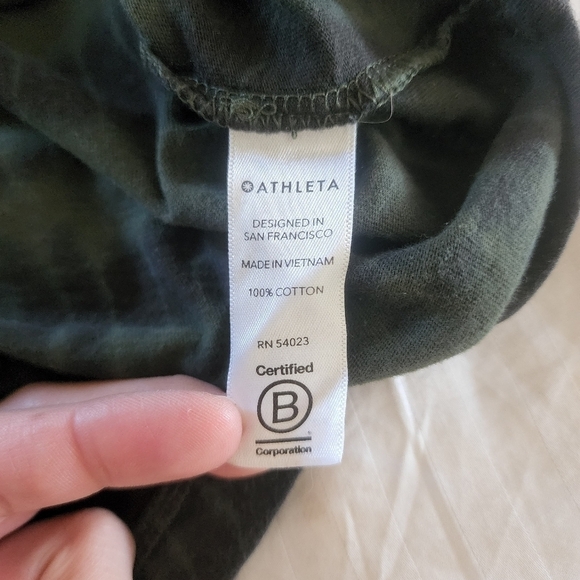 ATHLETA
DESIGNED IN
SAN FRANCISCO
MADE IN VIETNAM
100% COTTON
RN 54023
Certified
B
®
Corporation